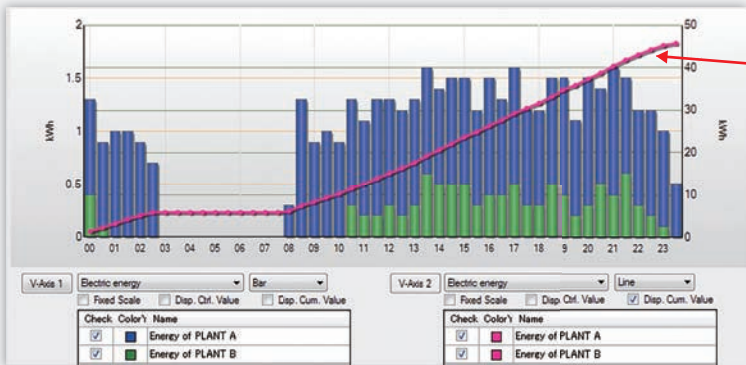 2 50
1.5 40
30
1
20
0.5
10
0 0
kWh
kWh
00 01 02 03 04 05 06 07 08 09 10 11 12 13 14 15 16 17 18 9 20 21 22 23
V-Axis 1 Electric energy Bar V-Axis 2 Electric energy Line
Fixed Scale Disp. Ctrl. Value Disp. Cum. Value Fixed Scale Disp. Ctrl. Value Disp. Cum. Value
Check Color Name Check Color Name
Energy of PLANT A Energy of PLANT A
Energy of PLANT B Energy of PLANT B